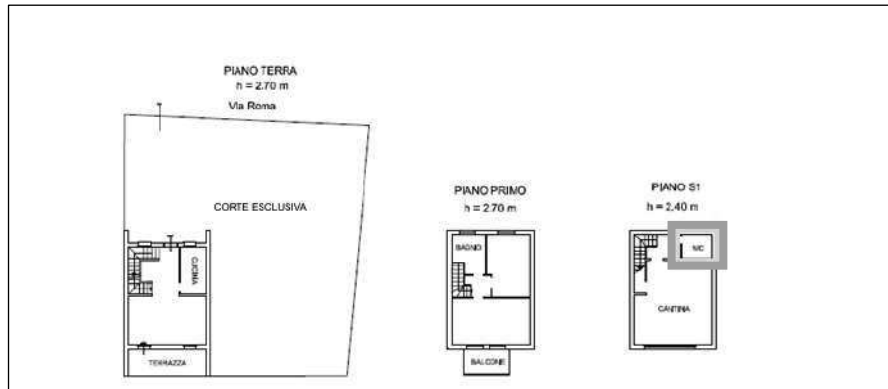 PIANO TERRA
h = 2.70 m
Via Roma
CORTE ESCLUSIVA
CUCINA
TERRAZZA
PIANO PRIMO
h = 2.70 m
BAGNO
BALCONE
PIANO S1
h = 2.40 m
WC
CANTINA